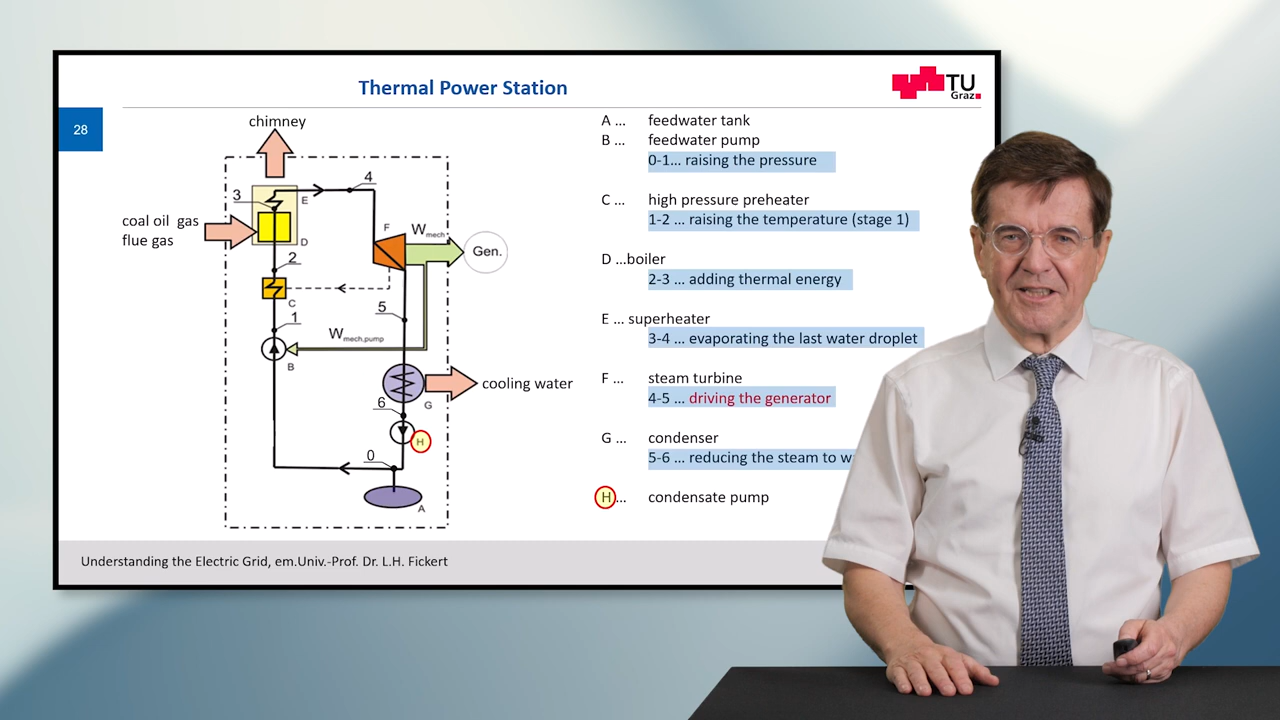 Thermal Power Station
TU
Graz
28
chimney
coal oil gas
flue gas
3
E
4
D
F
W mech
Gen.
2
C
1
5
W mech.pump
B
cooling water
G
6
H
0
A
A ... feedwater tank
B ... feedwater pump
0-1... raising the pressure
C ... high pressure preheater
1-2 ... raising the temperature (stage 1)
D ...boiler
2-3 ... adding thermal energy
E ... superheater
3-4 ... evaporating the last water droplet
F ... steam turbine
4-5 ... driving the generator
G ... condenser
5-6 ... reducing the steam to w
H ... condensate pump
Understanding the Electric Grid, em.Univ.-Prof. Dr. L.H. Fickert